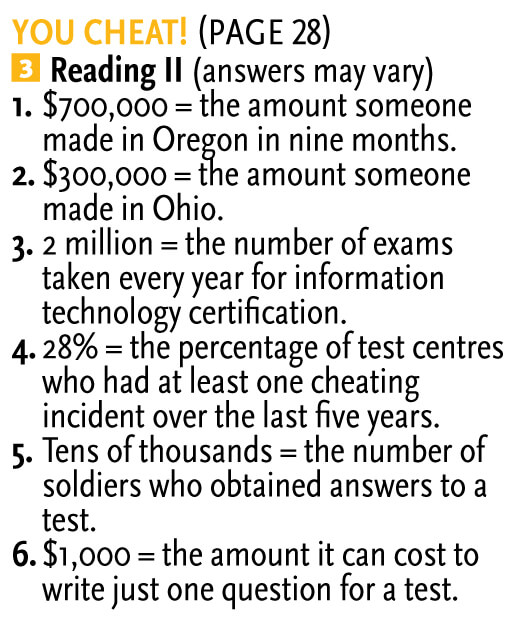 YOU CHEAT! (PAGE 28)
3 Reading II (answers may vary)
1. $700,000 = the amount someone
made in Oregon in nine months.
2. $300,000 = the amount someone
made in Ohio.
3. 2 million = the number of exams
taken every year for information
technology certification.
4. 28% = the percentage of test centres
who had at least one cheating
incident over the last five years.
5. Tens of thousands = the number of
soldiers who obtained answers to a
test.
6. $1,000 = the amount it can cost to
write just one question for a test.